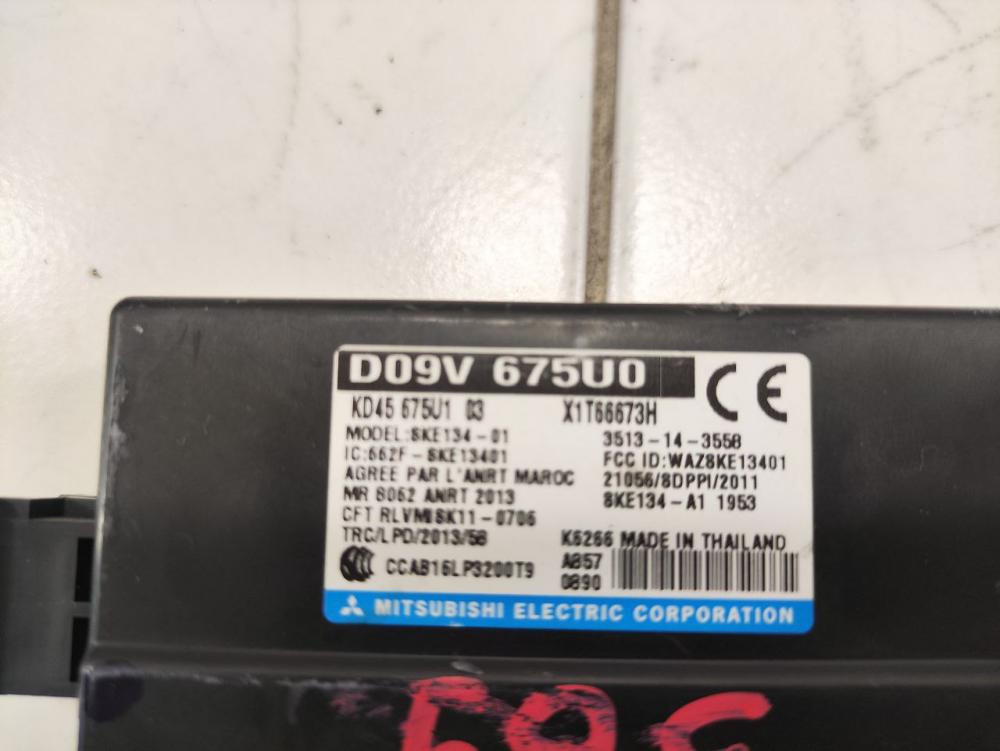 D09V 675U0
KD45 675U1 03 X1T66673H
MODEL:SKE134-01 3513-14-3558
IC:662F-SKE13401 FCC ID:WAZSKE13401
AGREE PAR L'ANRT MAROC 21056/SDPPI/2011
MR 8062 ANRT 2013 SKE134-A1 1953
CFT RLVMISK11-0706
TRC/LPD/2013/58 K6266 MADE IN THAILAND
CCAB16LP3200T9 A857
0890
CE
MITSUBISHI ELECTRIC CORPORATION